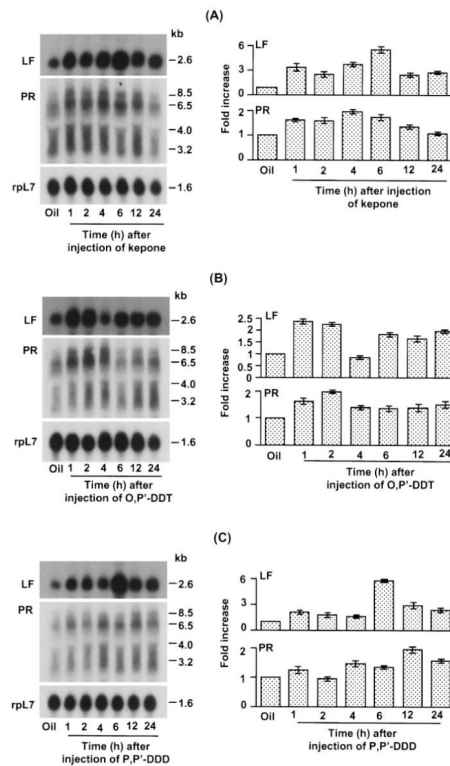 (A)
kb
LF
2.6
PR
8.5
6.5
4.0
3.2
rpL7
1.6
Oil 1 2 4 6 12 24
Time (h) after
injection of kepone
Fold increase
LF
6
3
0
PR
2
1
0
Oil 1 2 4 6 12 24
Time (h) after injection
of kepone
(B)
kb
LF
2.6
PR
8.5
6.5
4.0
3.2
rpL7
1.6
Oil 1 2 4 6 12 24
Time (h) after
injection of O,P'-DDT
Fold increase
LF
2.5
2
1.5
1
0
PR
2
1
0
Oil 1 2 4 6 12 24
Time (h) after
injection of O,P'-DDT
(C)
kb
LF
2.6
PR
8.5
6.5
4.0
3.2
rpL7
1.6
Oil 1 2 4 6 12 24
Time (h) after
injection of P,P'-DDD
Fold increase
LF
6
3
0
PR
2
1
0
Oil 1 2 4 6 12 24
Time (h) after
injection of P,P'-DDD